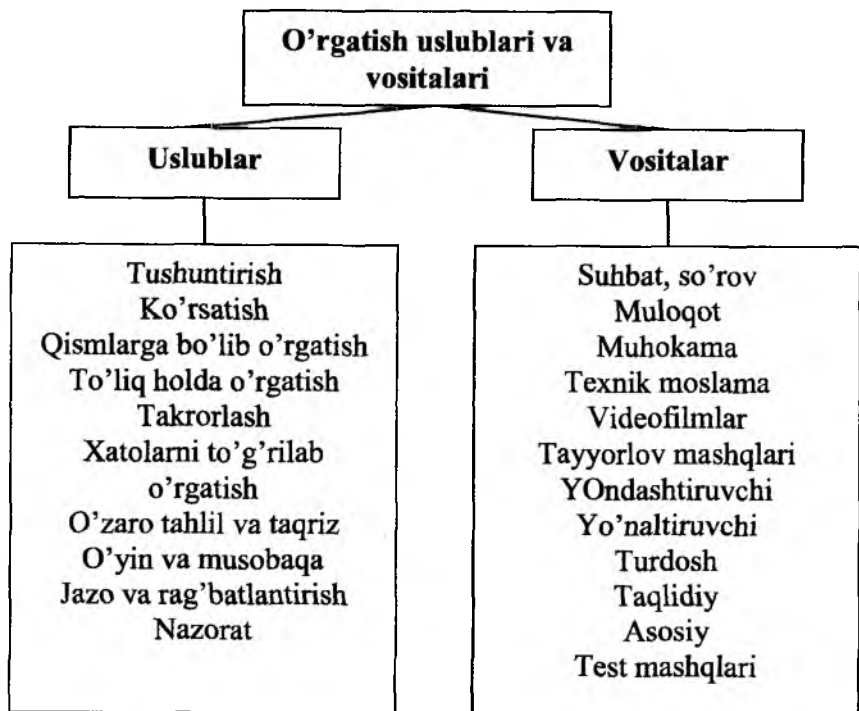 O'rgatish uslublari va
vositalari
Uslublar
Vositalar
Tushuntirish
Ko'rsatish
Qismlarga bo'lib o'rgatish
To'liq holda o'rgatish
Takrorlash
Xatolarni to'g'rilab
o'rgatish
O'zaro tahlil va taqriz
O'yin va musobaqa
Jazo va rag'batlantirish
Nazorat
Suhbat, so'rov
Muloqot
Muhokama
Texnik moslama
Videofilmlar
Tayyorlov mashqlari
YOndashtiruvchi
Yo'naltiruvchi
Turdosh
Taqlidiy
Asosiy
Test mashqlari